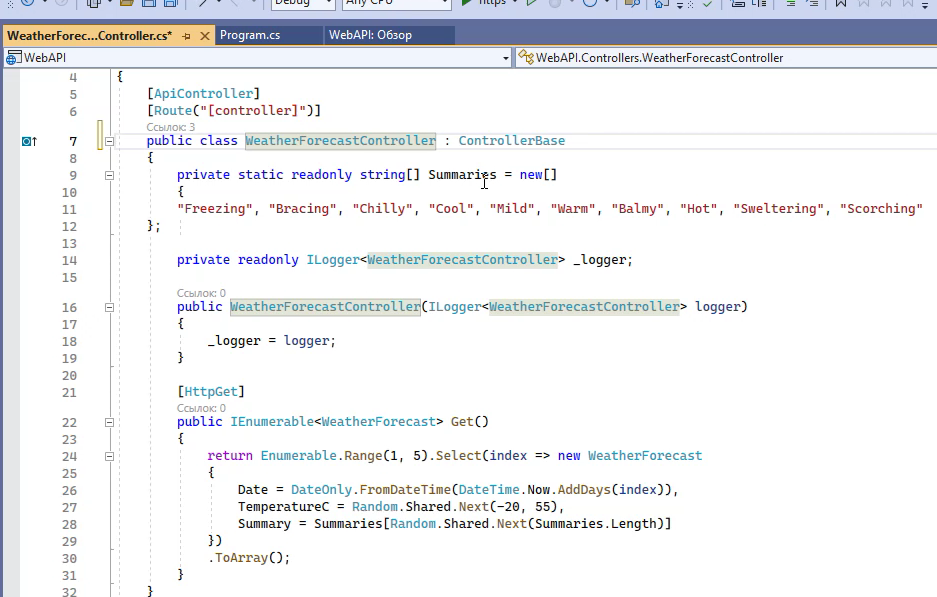 Debug Any CPU https
WeatherForec...Controller.cs* Program.cs WebAPI: Обзор
WebAPI WebAPI.Controllers.WeatherForecastController
4 {
5 [ApiController]
6 [Route("[controller]")]
Ссылок: 3
7 public class WeatherForecastController : ControllerBase
8 {
9 private static readonly string[] Summaries = new[]
10 {
11 "Freezing", "Bracing", "Chilly", "Cool", "Mild", "Warm", "Balmy", "Hot", "Sweltering", "Scorching"
12 };
13
14 private readonly ILogger<WeatherForecastController> _logger;
15
Ссылок: 0
16 public WeatherForecastController(ILogger<WeatherForecastController> logger)
17 {
18 _logger = logger;
19 }
20
21 [HttpGet]
Ссылок: 0
22 public IEnumerable<WeatherForecast> Get()
23 {
24 return Enumerable.Range(1, 5).Select(index => new WeatherForecast
25 {
26 Date = DateOnly.FromDateTime(DateTime.Now.AddDays(index)),
27 TemperatureC = Random.Shared.Next(-20, 55),
28 Summary = Summaries[Random.Shared.Next(Summaries.Length)]
29 })
30 .ToArray();
31 }
32 }